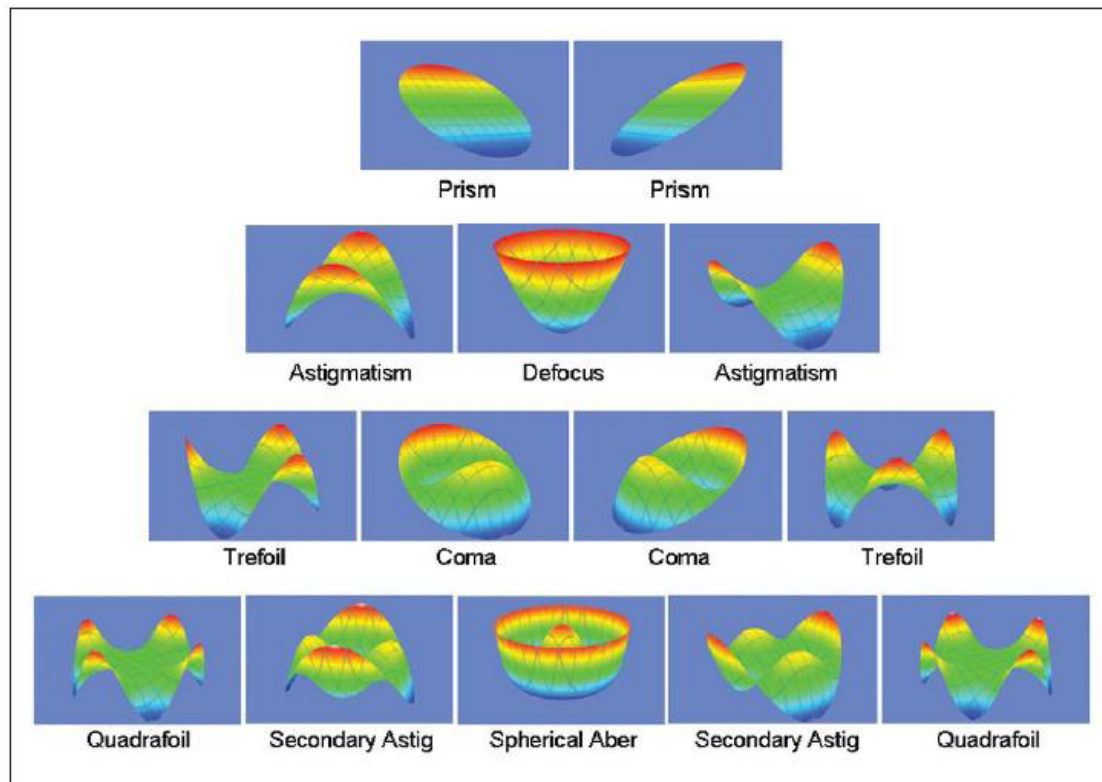 Prism Prism
Astigmatism Defocus Astigmatism
Trefoil Coma Coma Trefoil
Quadrafoil Secondary Astig Spherical Aber Secondary Astig Quadrafoil